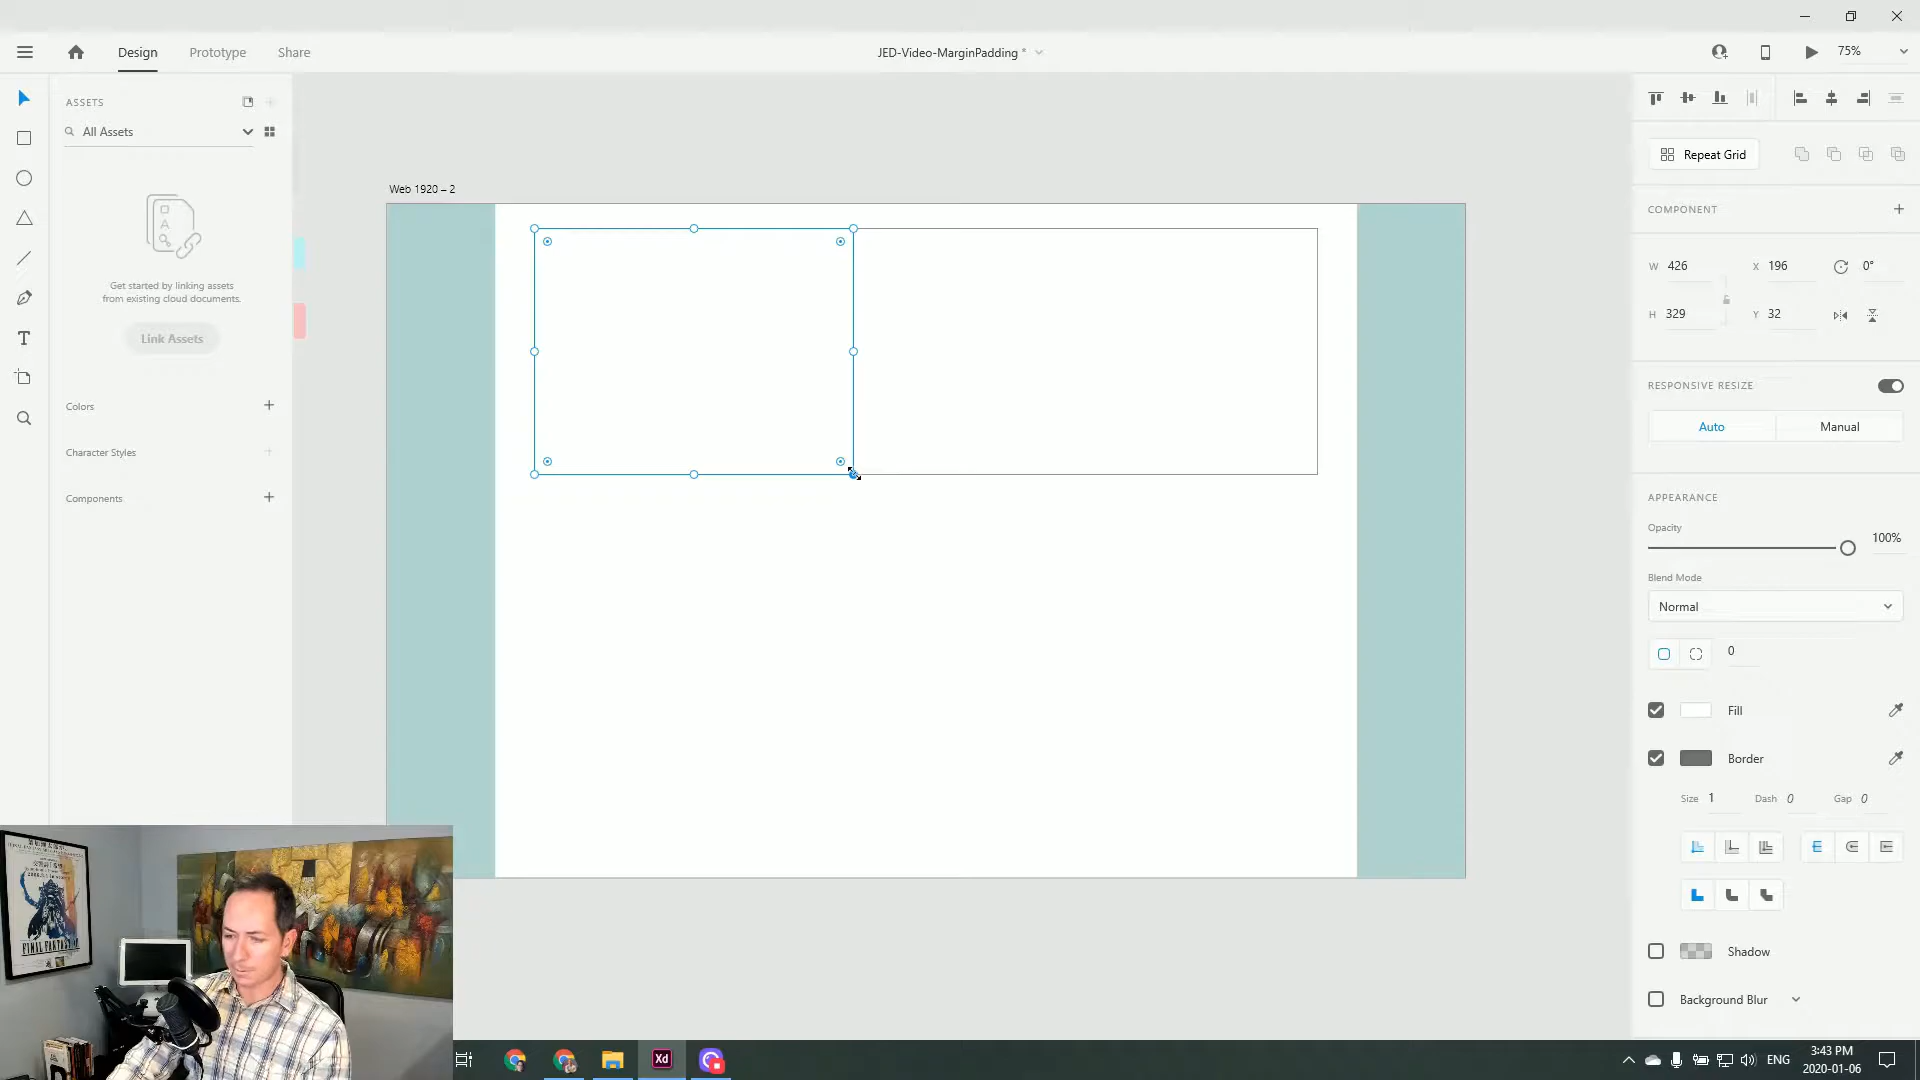 Design
Prototype
Share
JED-Video-MarginPadding *
75%
ASSETS
All Assets
Get started by linking assets
from existing cloud documents.
Link Assets
Colors
Character Styles
Components
Web 1920 – 2
Repeat Grid
COMPONENT
W 426
X 196
0°
H 329
Y 32
RESPONSIVE RESIZE
Auto
Manual
APPEARANCE
Opacity
100%
Blend Mode
Normal
0
Fill
Border
Size 1
Dash 0
Gap 0
Shadow
Background Blur
FINAL FANTASY
Xd
ENG
3:43 PM
2020-01-06